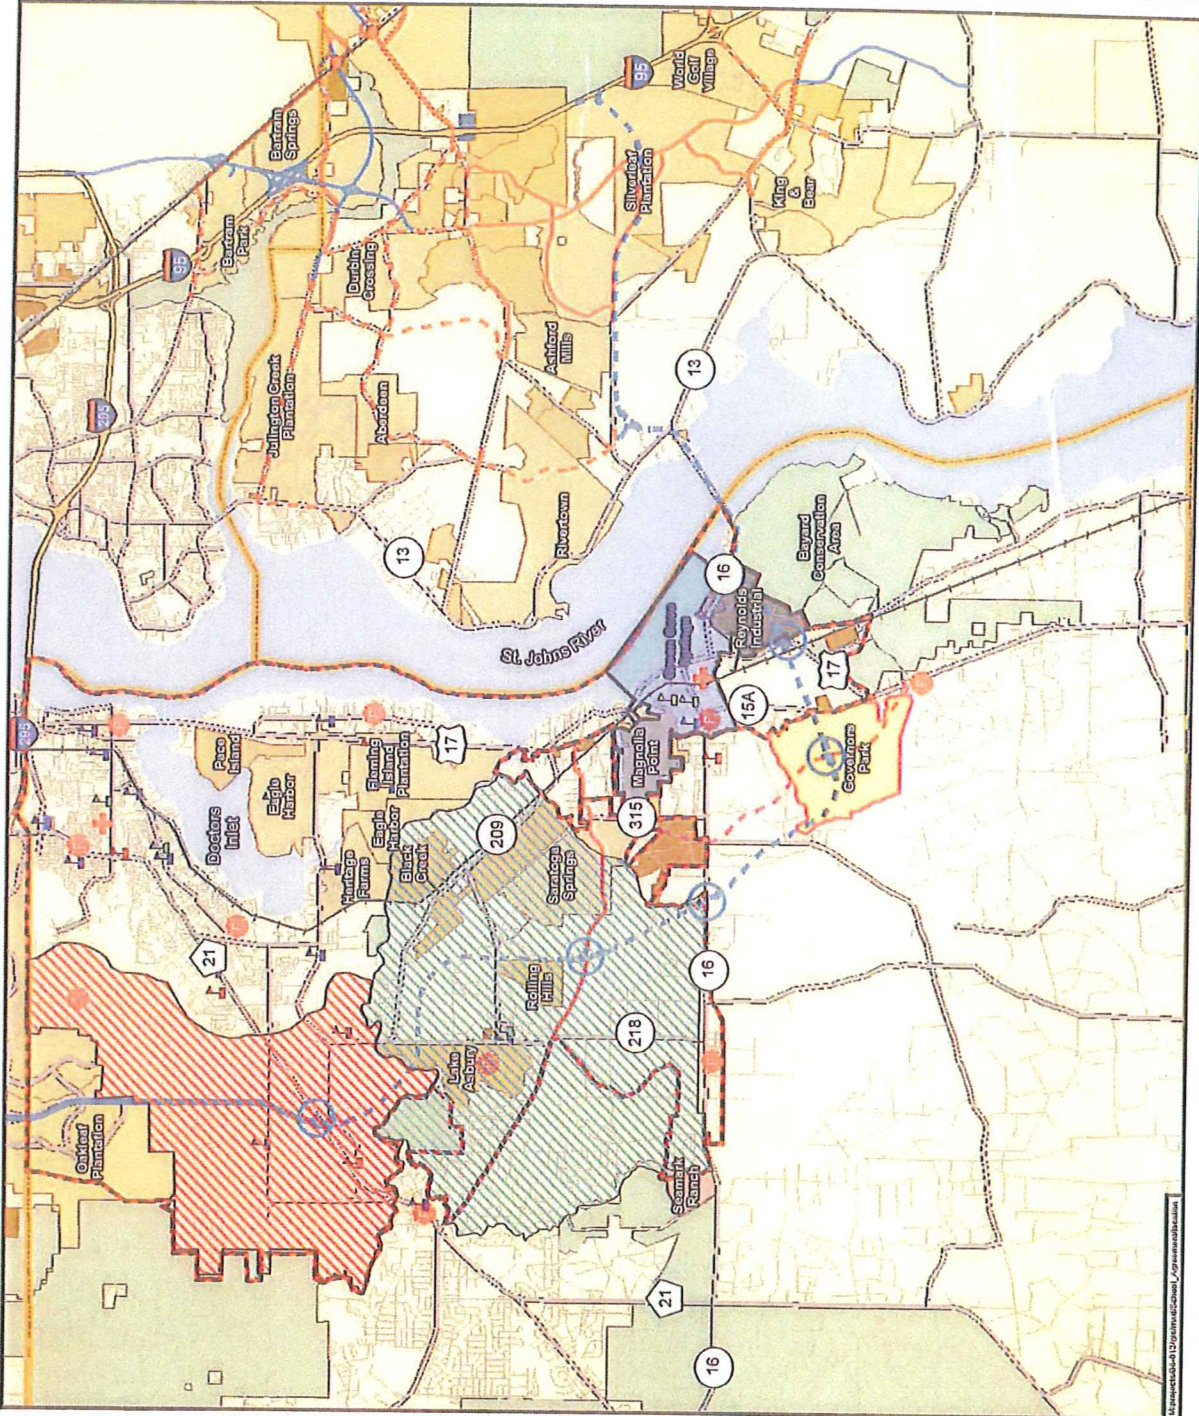 Bartram
Springs
95
World
Golf
Village
Bartram
Park
95
Durbin
Crossing
Silverleaf
Plantation
King
&
Bear
295
Julington Creek
Plantation
Aberdeen
Ashford
Mills
13
13
Rivertown
St. Johns River
16
Reynolds
Industrial
Bayard
Conservation
Area
295
Paco
Island
Eagle
Harbor
Doctors
Inlet
Fleming
Island
Plantation
17
Eagle
Harbor
Heritage
Farms
Black
Creek
209
Magnolia
Point
315
15A
17
Governors
Park
Saratoga
Springs
21
Rolling
Hills
Lake
Asbury
218
16
Oakleaf
Plantation
Seamark
Ranch
21
16